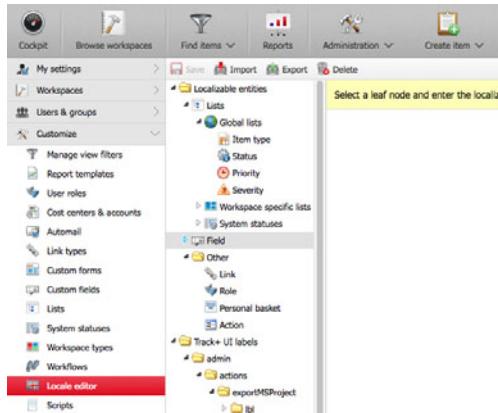 Cockpit
Browse workspaces
Find items
Reports
Administration
Create item
My settings
Workspaces
Users & groups
Customize
Manage view filters
Report templates
User roles
Cost centers & accounts
Automail
Link types
Custom forms
Custom fields
Lists
System statuses
Workspace types
Workflows
Locale editor
Scripts
Save
Import
Export
Delete
Localizable entities
Lists
Global lists
Item type
Status
Priority
Severity
Workspace specific lists
System statuses
Field
Other
Link
Role
Personal basket
Action
Track+ UI labels
admin
actions
exportMSProject
lbl
Select a leaf node and enter the localiz